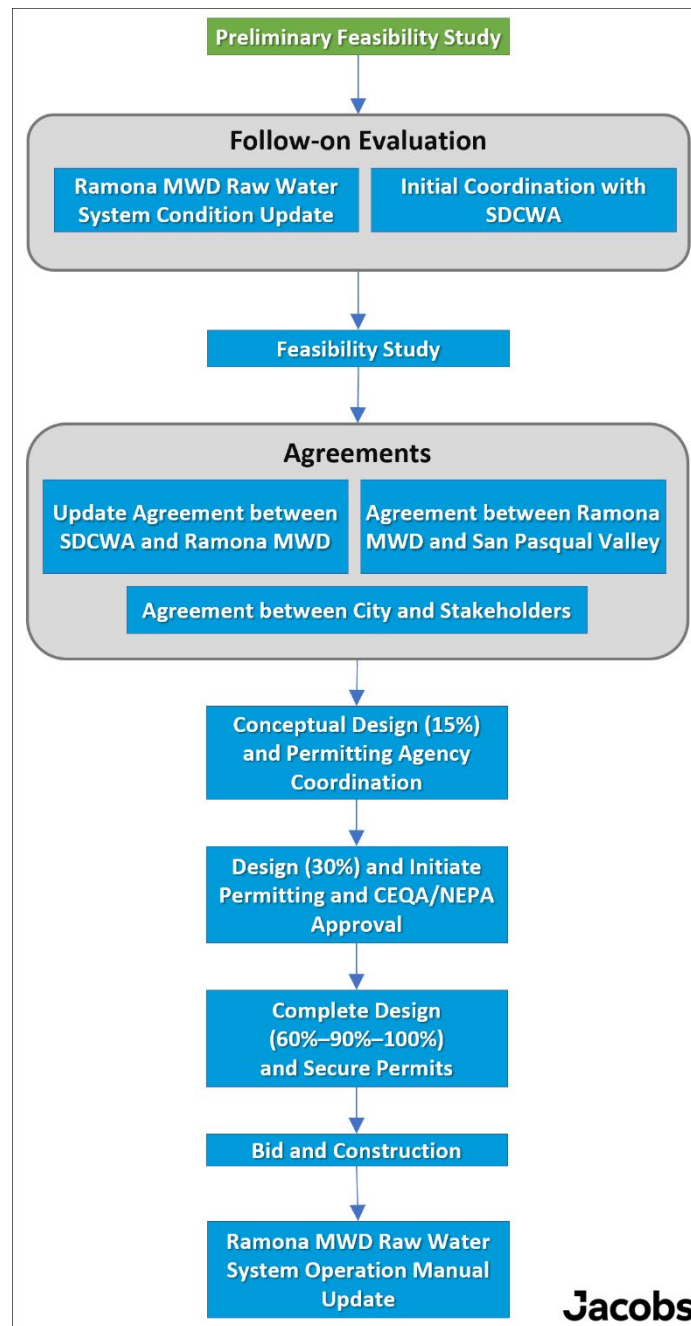 Preliminary Feasibility Study
Follow-on Evaluation
Ramona MWD Raw Water
System Condition Update
Initial Coordination with
SDCWA
Feasibility Study
Agreements
Update Agreement between
SDCWA and Ramona MWD
Agreement between Ramona
MWD and San Pasqual Valley
Agreement between City and Stakeholders
Conceptual Design (15%)
and Permitting Agency
Coordination
Design (30%) and Initiate
Permitting and CEQA/NEPA
Approval
Complete Design
(60%–90%–100%)
and Secure Permits
Bid and Construction
Ramona MWD Raw Water
System Operation Manual
Update
Jacobs